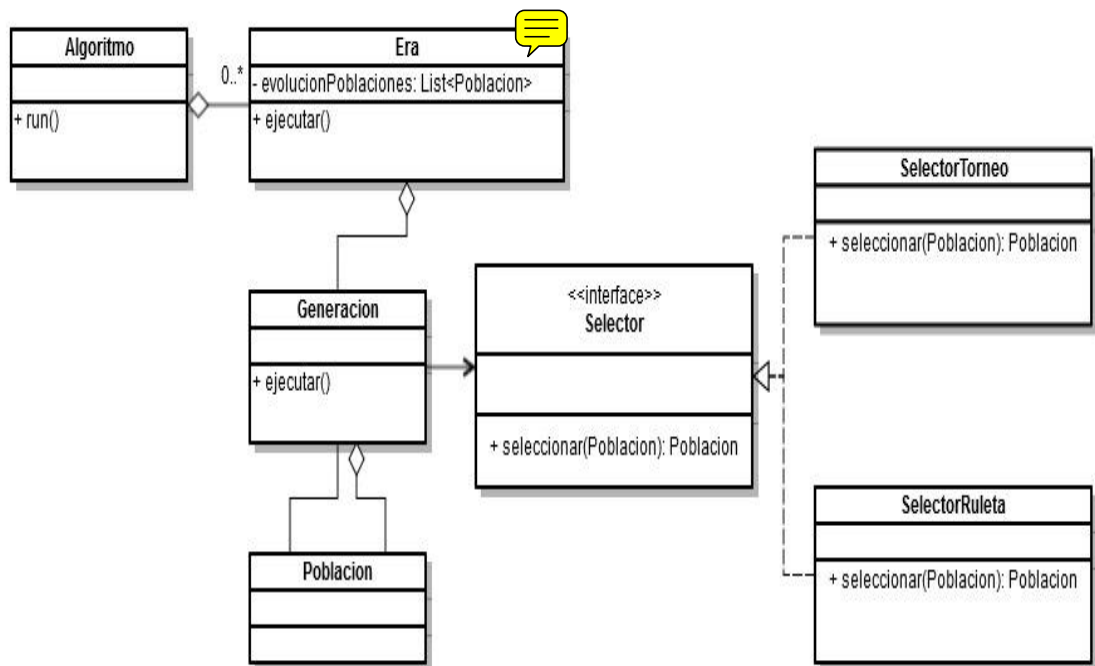 Algoritmo
+ run()
0..*
Era
- evolucionPoblaciones: List<Poblacion>
+ ejecutar()
Generacion
+ ejecutar()
<<interface>>
Selector
+ seleccionar(Poblacion): Poblacion
SelectorTorneo
+ seleccionar(Poblacion): Poblacion
SelectorRuleta
+ seleccionar(Poblacion): Poblacion
Poblacion